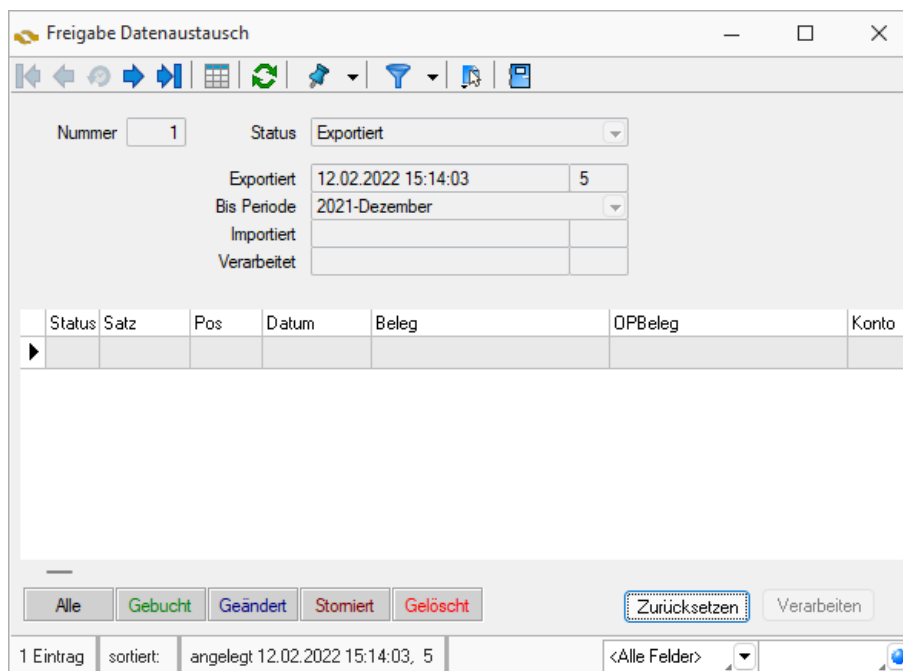 Freigabe Datenaustausch
Nummer 1 Status Exportiert
Exportiert 12.02.2022 15:14:03 5
Bis Periode 2021-Dezember
Importiert
Verarbeitet
Status Satz Pos Datum Beleg OPBeleg Konto
Alle Gebucht Geändert Storniert Gelöscht Zurücksetzen Verarbeiten
1 Eintrag sortiert: angelegt 12.02.2022 15:14:03, 5 <Alle Felder>